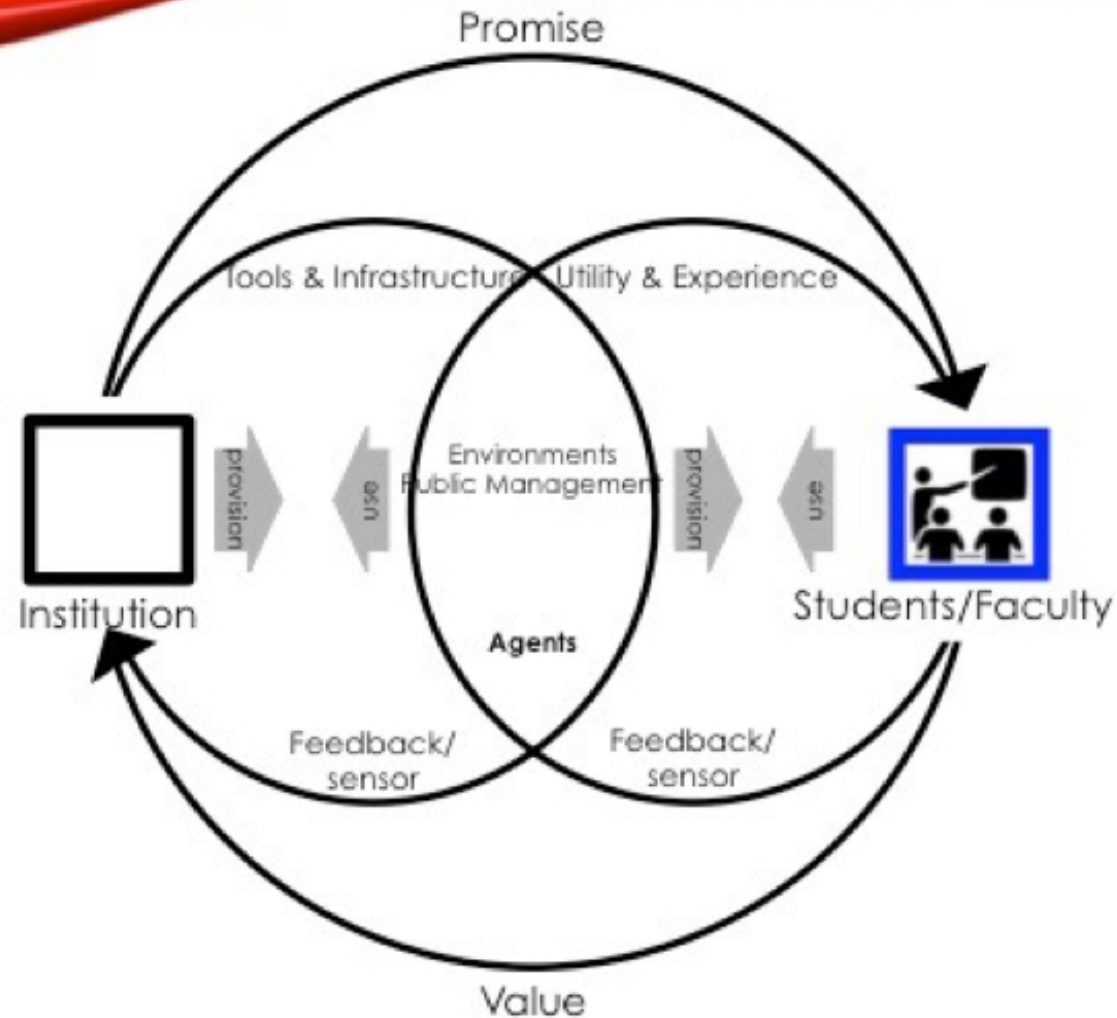 Promise
Tools & Infrastructure
Utility & Experience
Environments
Public Management
provision
use
provision
use
Institution
Students/Faculty
Agents
Feedback/
sensor
Feedback/
sensor
Value